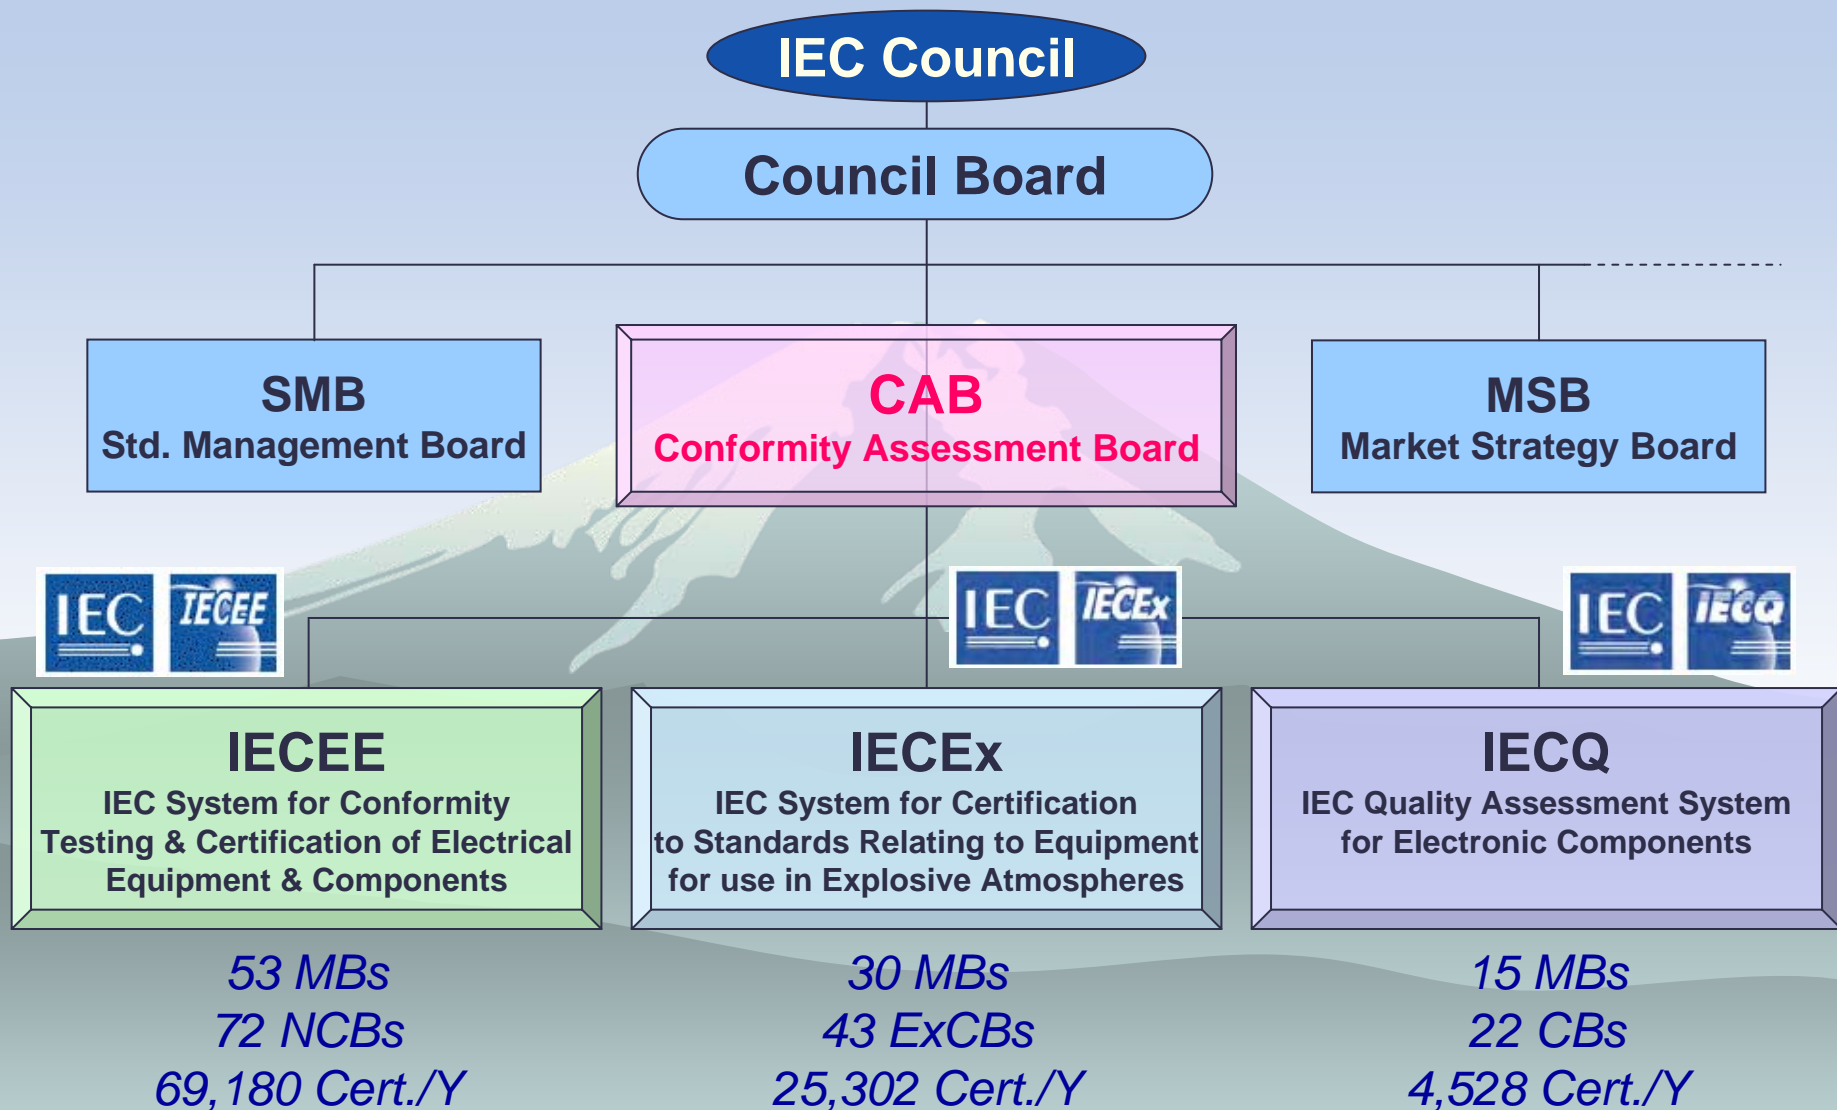 IEC Council
Council Board
SMB
Std. Management Board
CAB
Conformity Assessment Board
MSB
Market Strategy Board
IEC IECEE
IEC IECEx
IEC IECQ
IECEE
IEC System for Conformity
Testing & Certification of Electrical
Equipment & Components
IECEx
IEC System for Certification
to Standards Relating to Equipment
for use in Explosive Atmospheres
IECQ
IEC Quality Assessment System
for Electronic Components
53 MBs
72 NCBs
69,180 Cert./Y
30 MBs
43 ExCBs
25,302 Cert./Y
15 MBs
22 CBs
4,528 Cert./Y